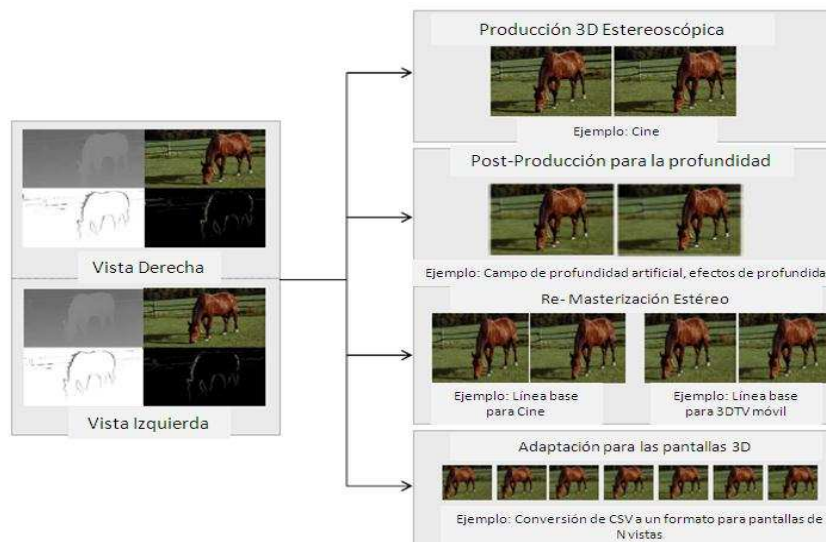 Vista Derecha
Vista Izquierda
Producción 3D Estereoscópica
Ejemplo: Cine
Post-Producción para la profundidad
Ejemplo: Campo de profundidad artificial, efectos de profundida
Re- Masterización Estéreo
Ejemplo: Línea base
para Cine
Ejemplo: Línea base
para 3DTV móvil
Adaptación para las pantallas 3D
Ejemplo: Conversión de CSV a un formato para pantallas de
N vistas